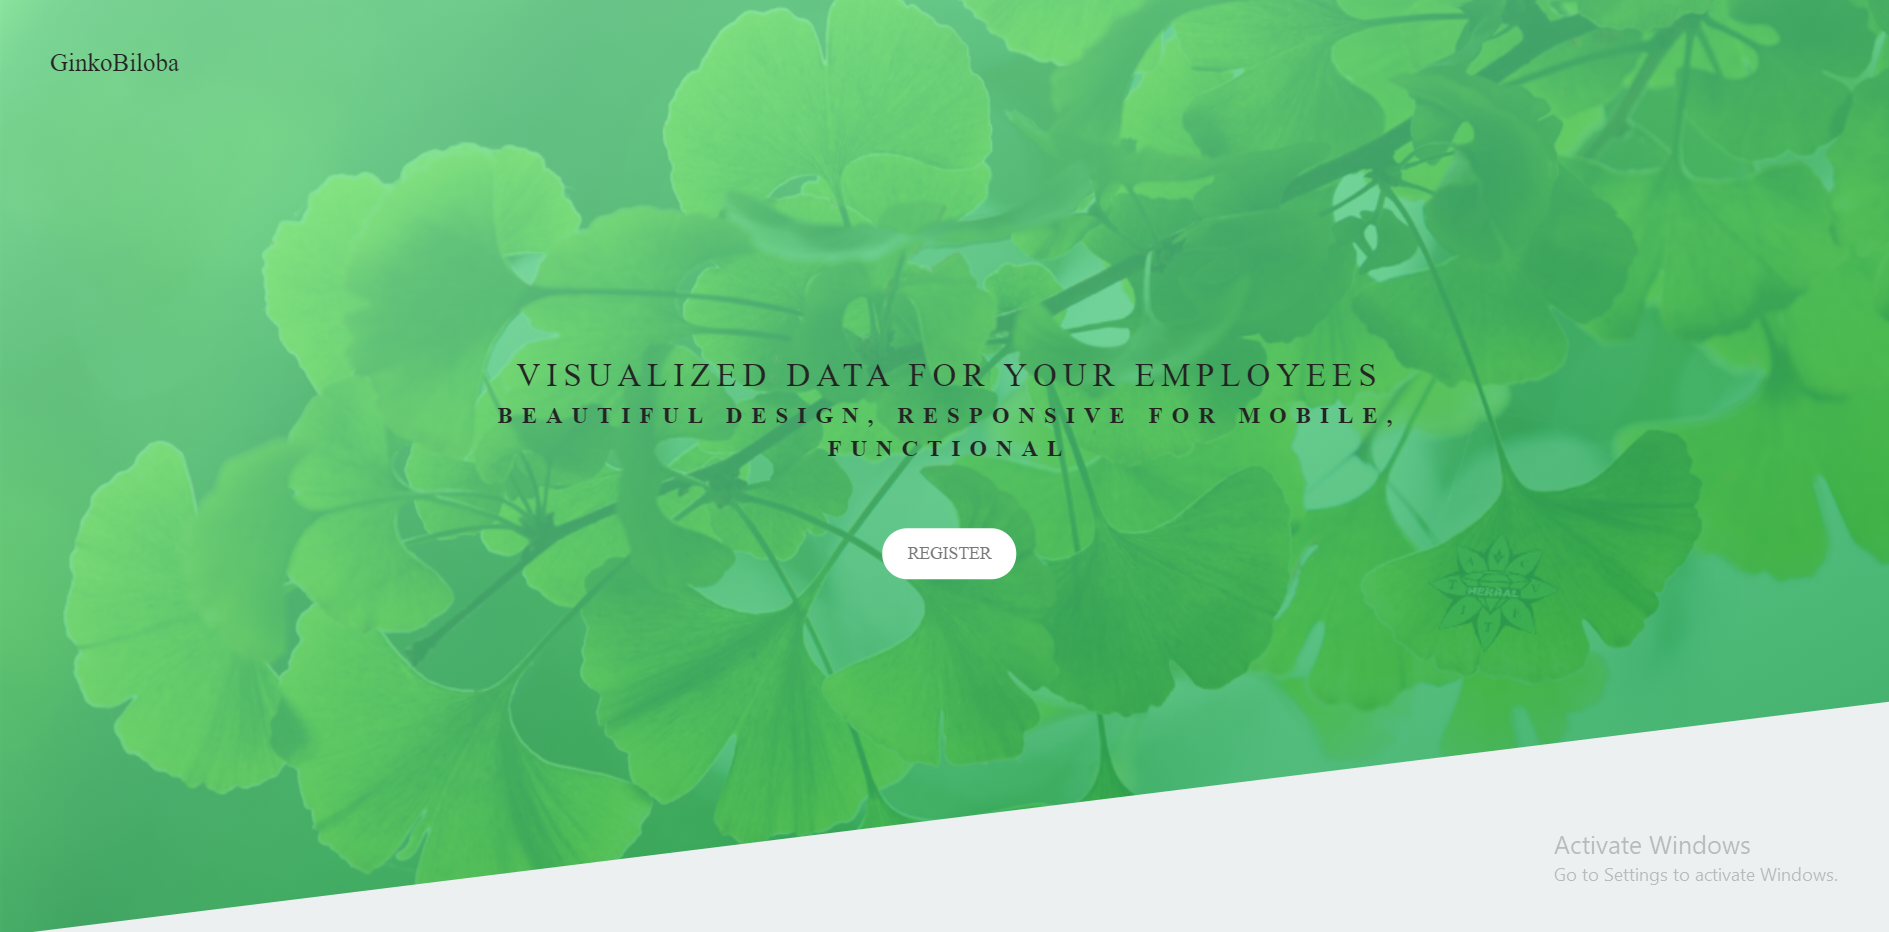 GinkoBiloba
VISUALIZED DATA FOR YOUR EMPLOYEES
BEAUTIFUL DESIGN, RESPONSIVE FOR MOBILE,
FUNCTIONAL
REGISTER
HERBAL
Activate Windows
Go to Settings to activate Windows.